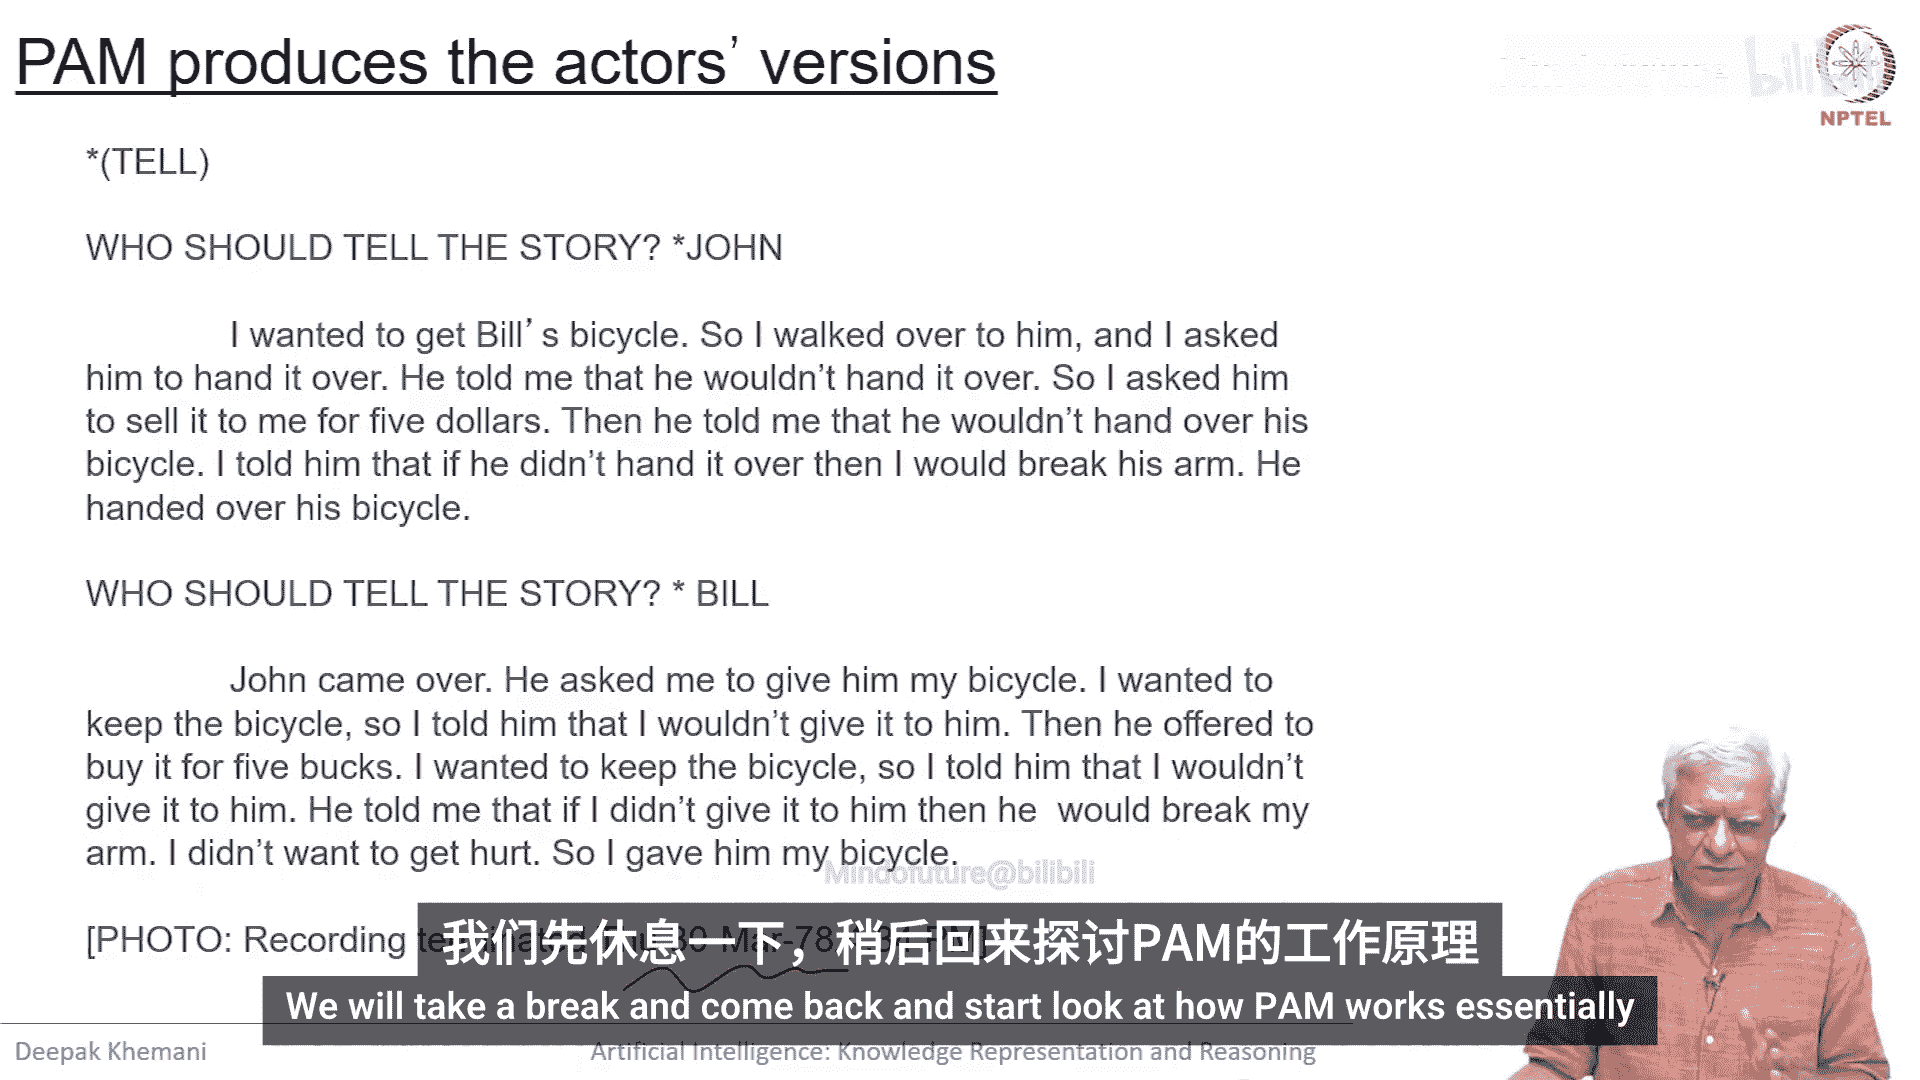 PAM produces the actors’ versions
NPTEL
*(TELL)
WHO SHOULD TELL THE STORY? *JOHN
I wanted to get Bill’s bicycle. So I walked over to him, and I asked
him to hand it over. He told me that he wouldn’t hand it over. So I asked him
to sell it to me for five dollars. Then he told me that he wouldn’t hand over his
bicycle. I told him that if he didn’t hand it over then I would break his arm. He
handed over his bicycle.
WHO SHOULD TELL THE STORY? * BILL
John came over. He asked me to give him my bicycle. I wanted to
keep the bicycle, so I told him that I wouldn’t give it to him. Then he offered to
buy it for five bucks. I wanted to keep the bicycle, so I told him that I wouldn’t
give it to him. He told me that if I didn’t give it to him then he would break my
arm. I didn’t want to get hurt. So I gave him my bicycle.
Mindofuture@bilibili
[PHOTO: Recording
我们先休息一下，稍后回来探讨PAM的工作原理
We will take a break and come back and start look at how PAM works essentially
Deepak Khemani
Artificial Intelligence: Knowledge Representation and Reasoning